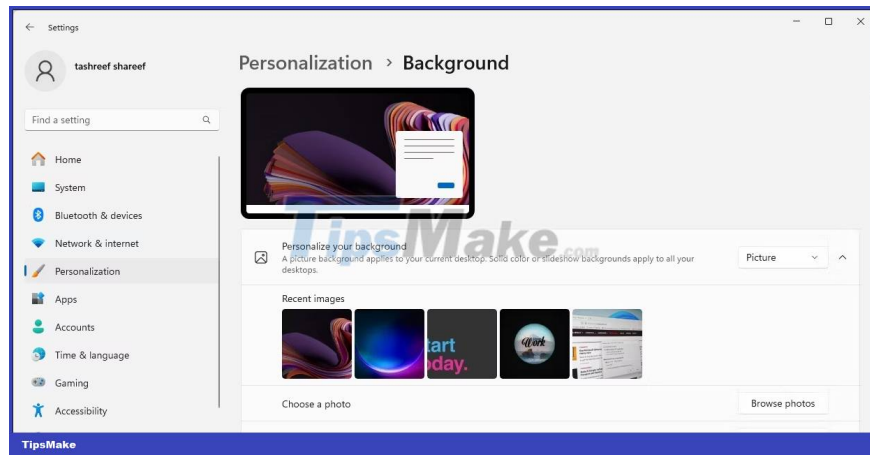 Settings
tashreef shareef
Find a setting
Home
System
Bluetooth & devices
Network & internet
Personalization
Apps
Accounts
Time & language
Gaming
Accessibility
Personalization > Background
TipsMake.com
Personalize your background
A picture background applies to your current desktop. Solid color or slideshow backgrounds apply to all your
desktops.
Picture
Recent images
tart
oday.
Work
Choose a photo
Browse photos
TipsMake